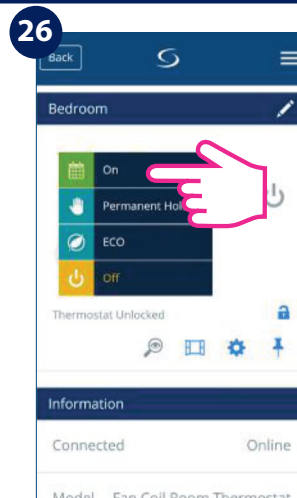 26
Back
Bedroom
On
Permanent Hol
ECO
Off
Thermostat Unlocked
Information
Connected Online
Model Fan Coil Room Thermostat